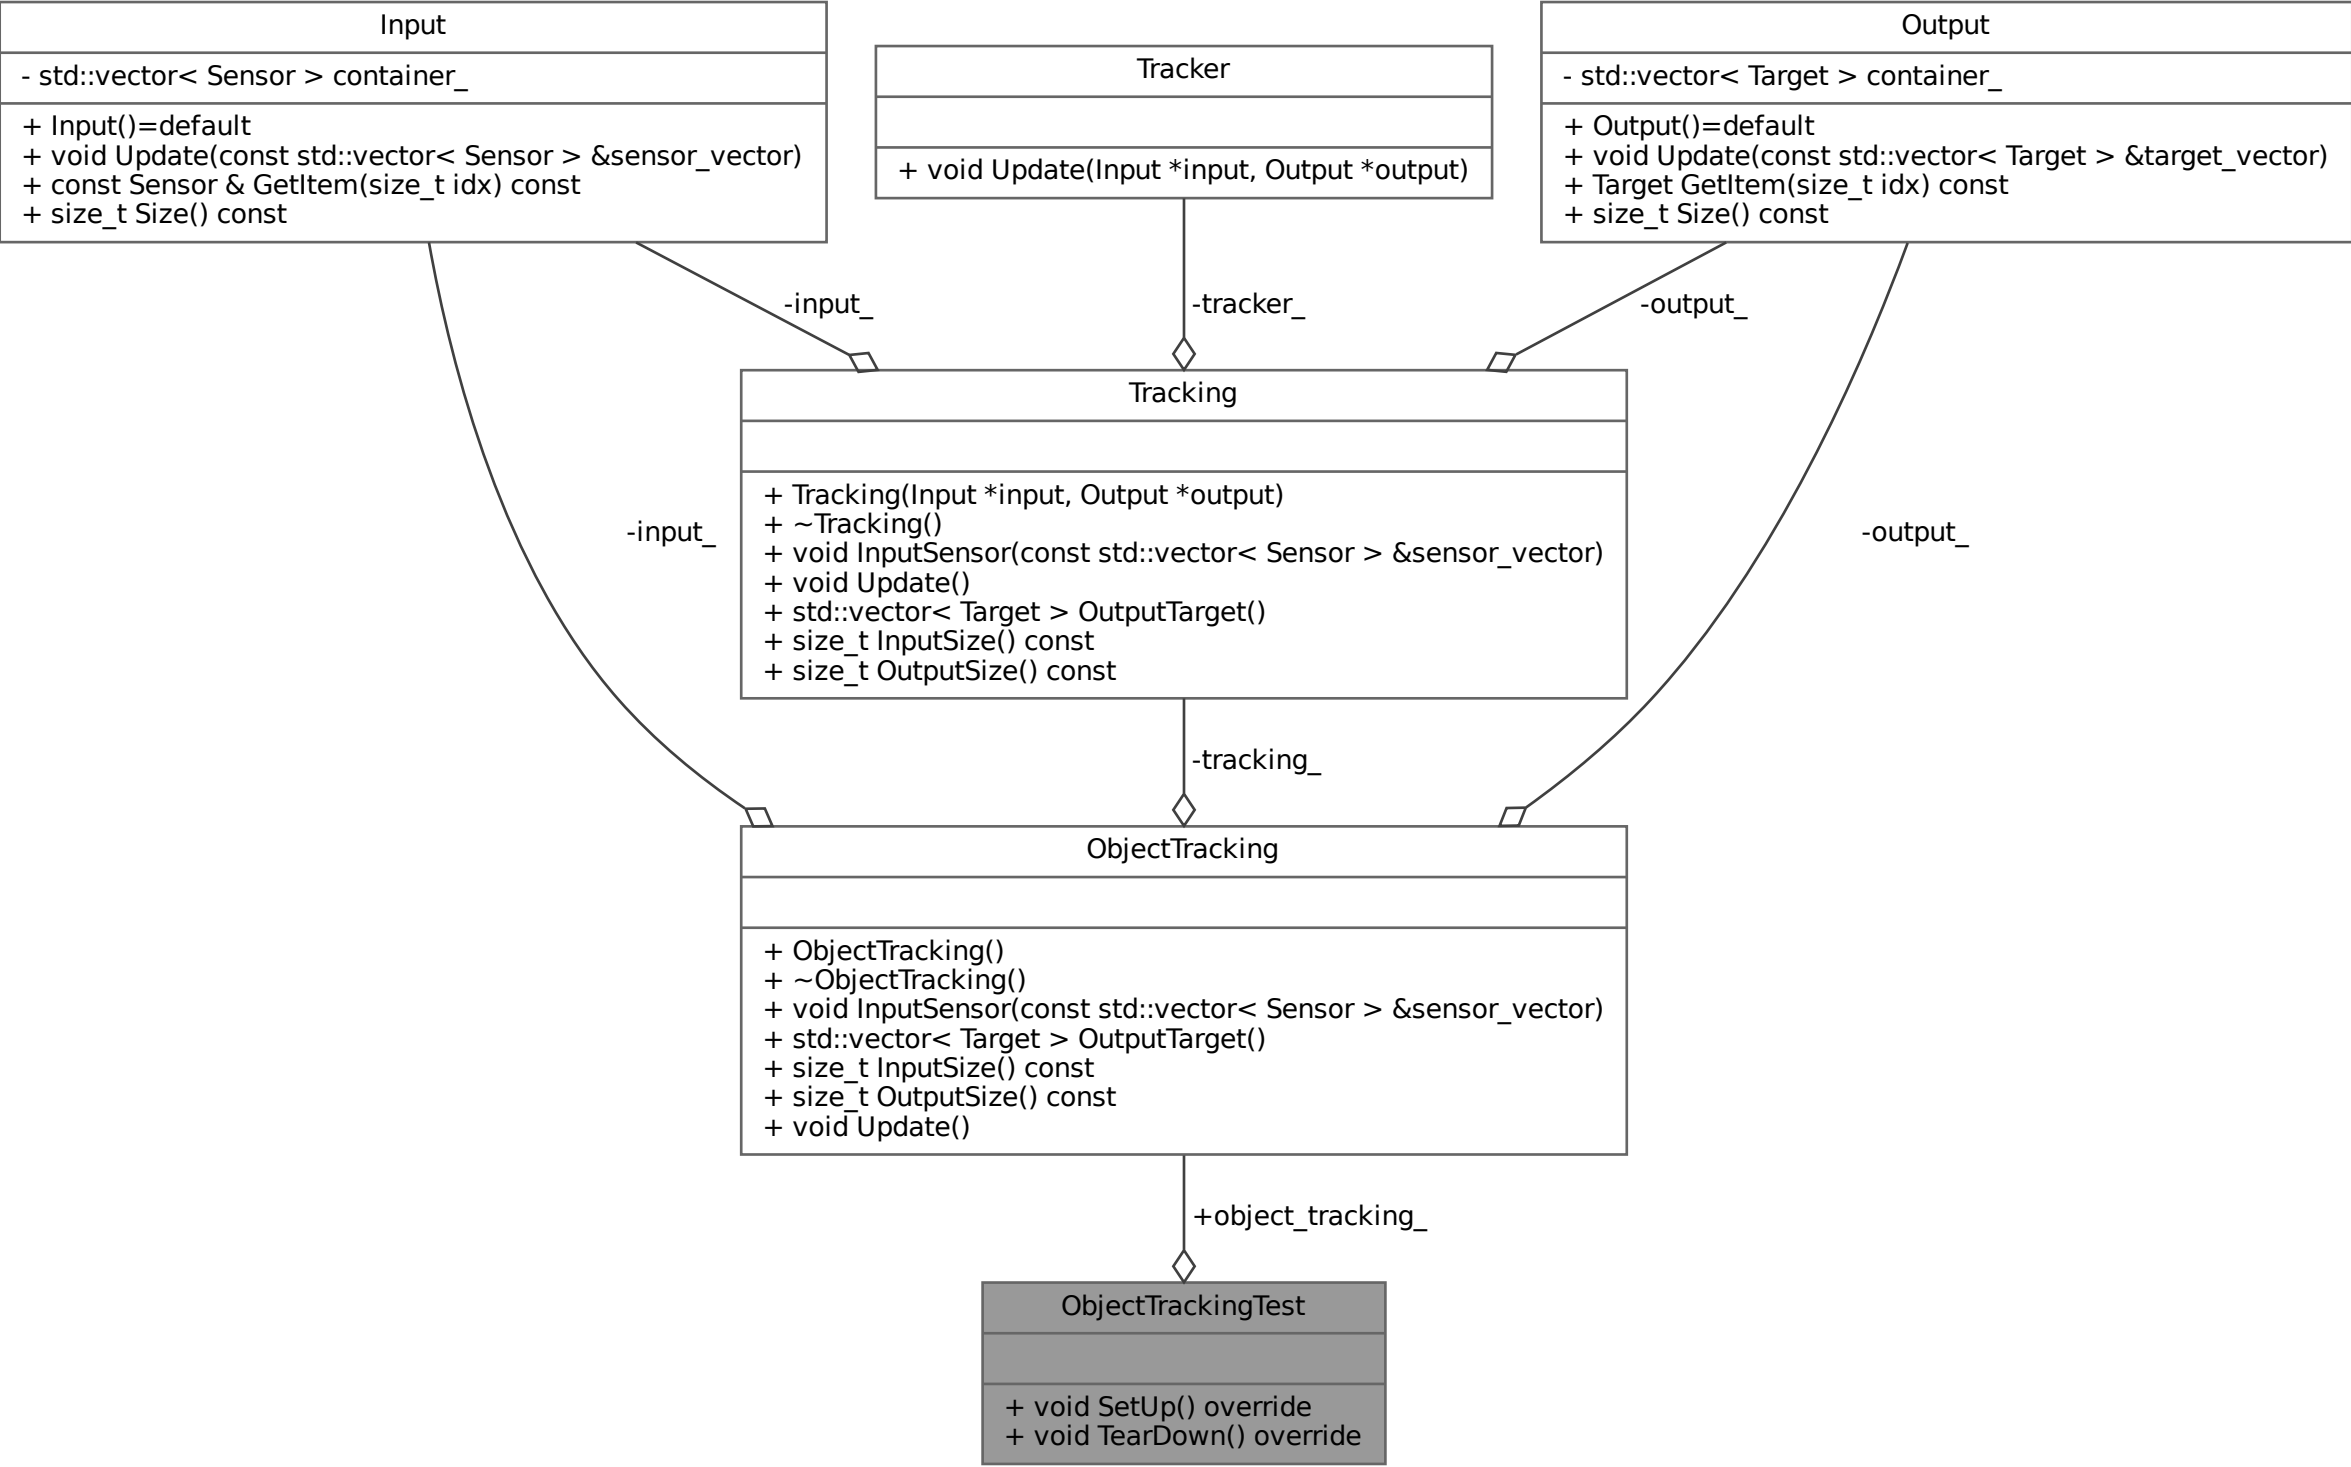 Input
- std::vector< Sensor > container_
+ Input()=default
+ void Update(const std::vector< Sensor > &sensor_vector)
+ const Sensor & GetItem(size_t idx) const
+ size_t Size() const
Tracker
+ void Update(Input *input, Output *output)
Output
- std::vector< Target > container_
+ Output()=default
+ void Update(const std::vector< Target > &target_vector)
+ Target GetItem(size_t idx) const
+ size_t Size() const
-input_
-tracker_
-output_
Tracking
+ Tracking(Input *input, Output *output)
+ ~Tracking()
+ void InputSensor(const std::vector< Sensor > &sensor_vector)
+ void Update()
+ std::vector< Target > OutputTarget()
+ size_t InputSize() const
+ size_t OutputSize() const
-input_
-output_
-tracking_
ObjectTracking
+ ObjectTracking()
+ ~ObjectTracking()
+ void InputSensor(const std::vector< Sensor > &sensor_vector)
+ std::vector< Target > OutputTarget()
+ size_t InputSize() const
+ size_t OutputSize() const
+ void Update()
+object_tracking_
ObjectTrackingTest
+ void SetUp() override
+ void TearDown() override